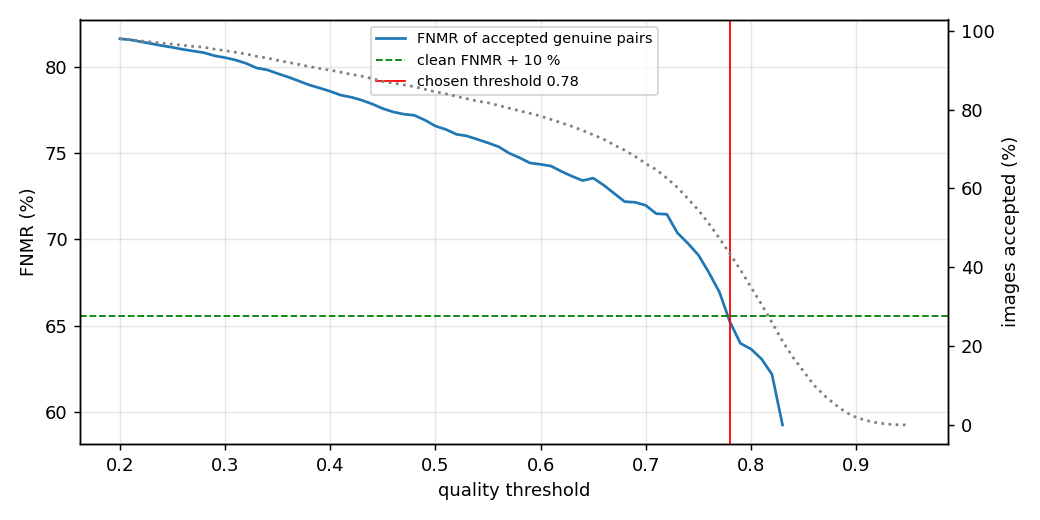 FNMR of accepted genuine pairs
clean FNMR + 10 %
chosen threshold 0.78
FNMR (%)
80
75
70
65
60
images accepted (%)
100
80
60
40
20
0
0.2 0.3 0.4 0.5 0.6 0.7 0.8 0.9
quality threshold